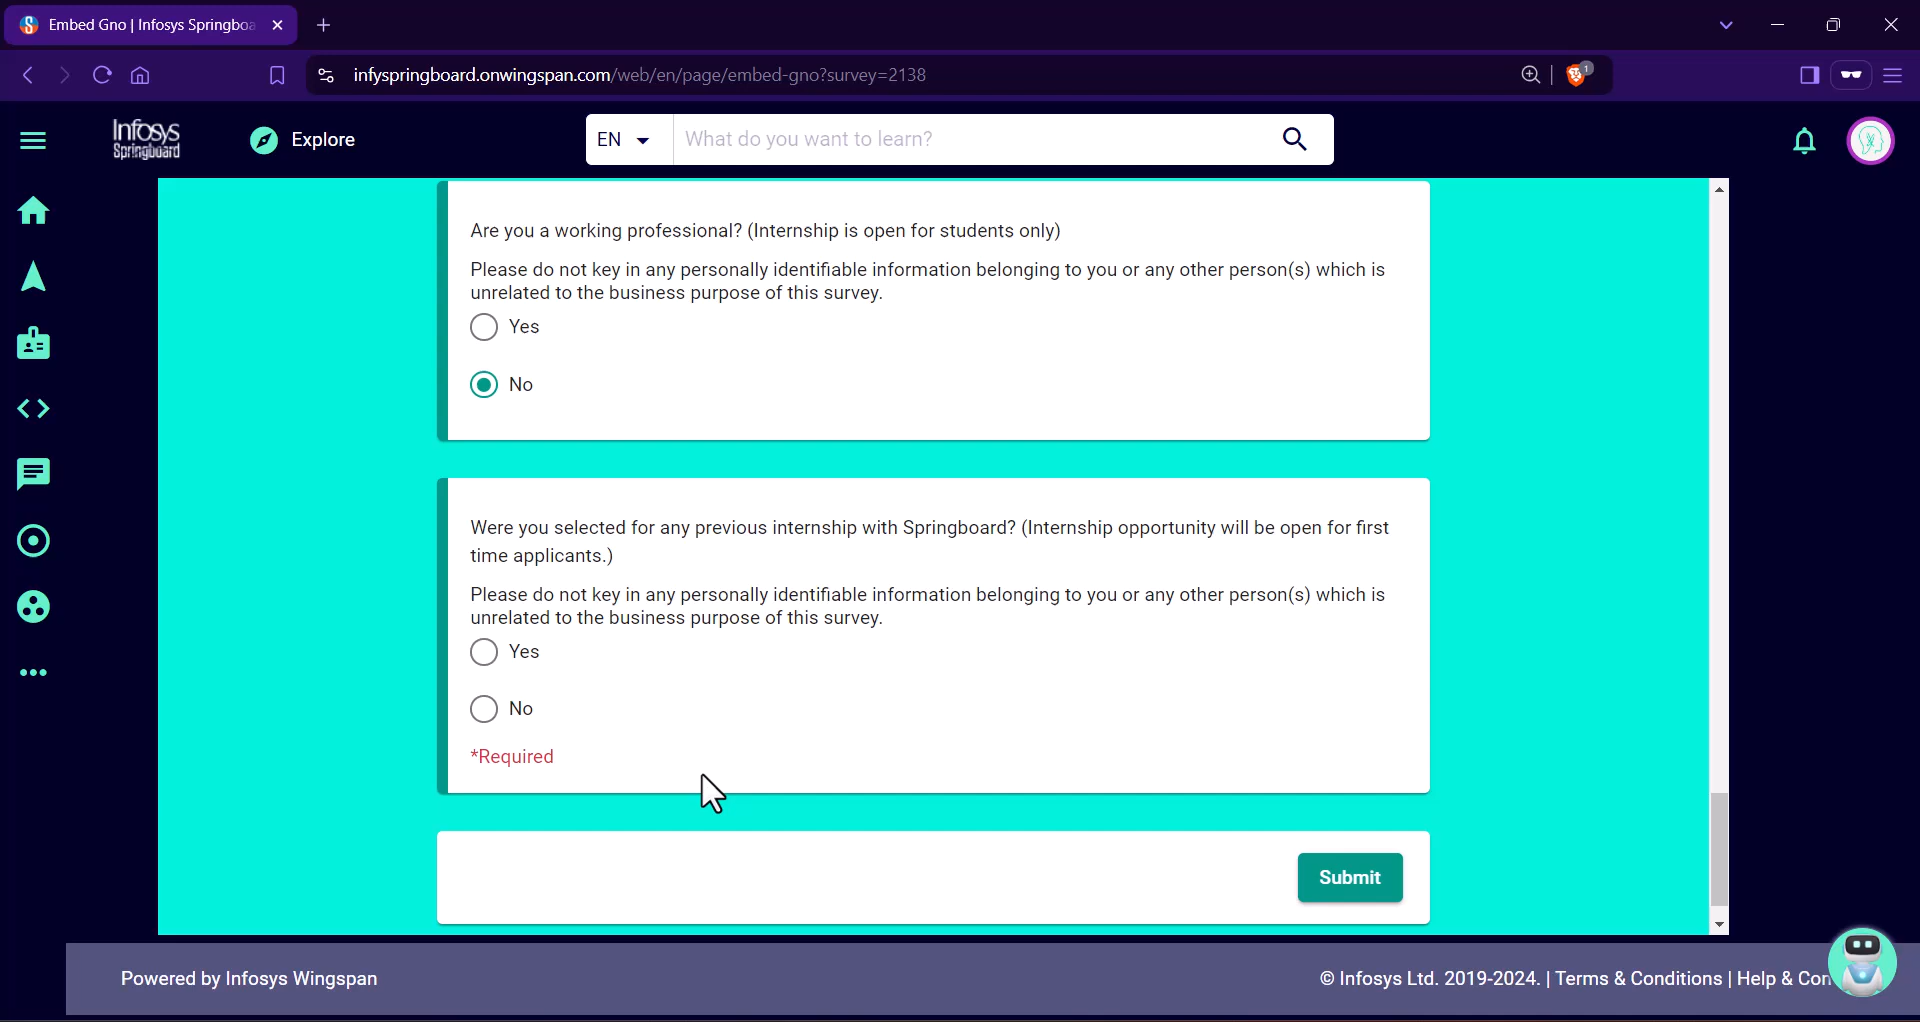 Embed Gno | Infosys Springboa
infyspringboard.onwingspan.com/web/en/page/embed-gno?survey=2138
1
Infosys
Springboard
Explore
EN
What do you want to learn?
Are you a working professional? (Internship is open for students only)
Please do not key in any personally identifiable information belonging to you or any other person(s) which is
unrelated to the business purpose of this survey.
Yes
No
Were you selected for any previous internship with Springboard? (Internship opportunity will be open for first
time applicants.)
Please do not key in any personally identifiable information belonging to you or any other person(s) which is
unrelated to the business purpose of this survey.
Yes
No
*Required
Submit
Powered by Infosys Wingspan
© Infosys Ltd. 2019-2024. | Terms & Conditions | Help & Con